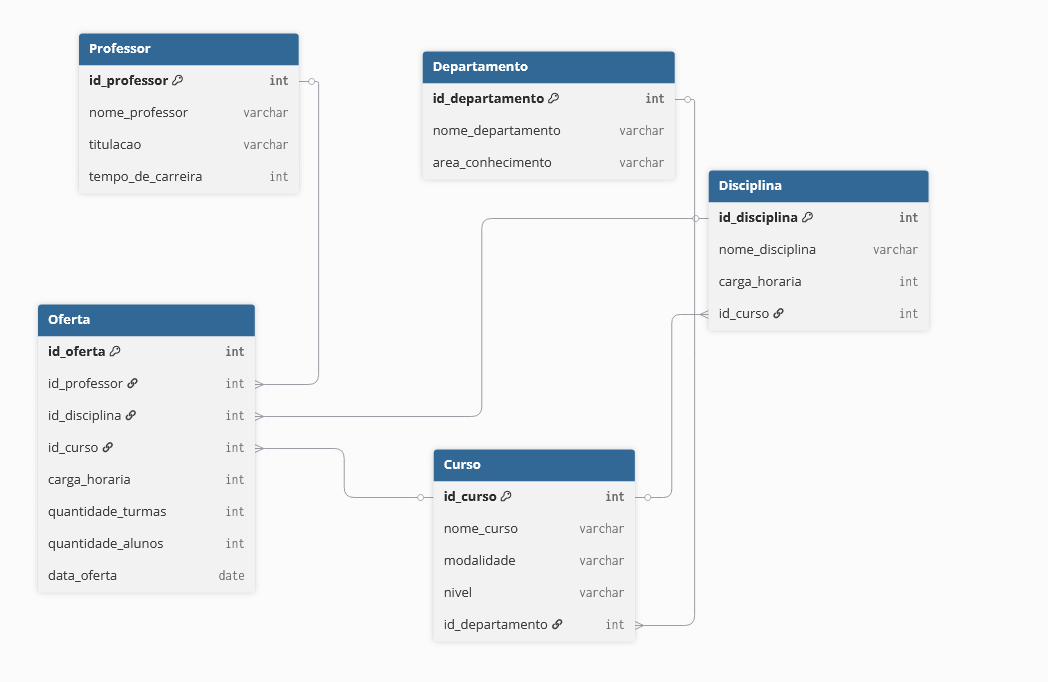 Professor
id_professor int
nome_professor varchar
titulacao varchar
tempo_de_carreira int
Departamento
id_departamento int
nome_departamento varchar
area_conhecimento varchar
Disciplina
id_disciplina int
nome_disciplina varchar
carga_horaria int
id_curso int
Oferta
id_oferta int
id_professor int
id_disciplina int
id_curso int
carga_horaria int
quantidade_turmas int
quantidade_alunos int
data_oferta date
Curso
id_curso int
nome_curso varchar
modalidade varchar
nivel varchar
id_departamento int